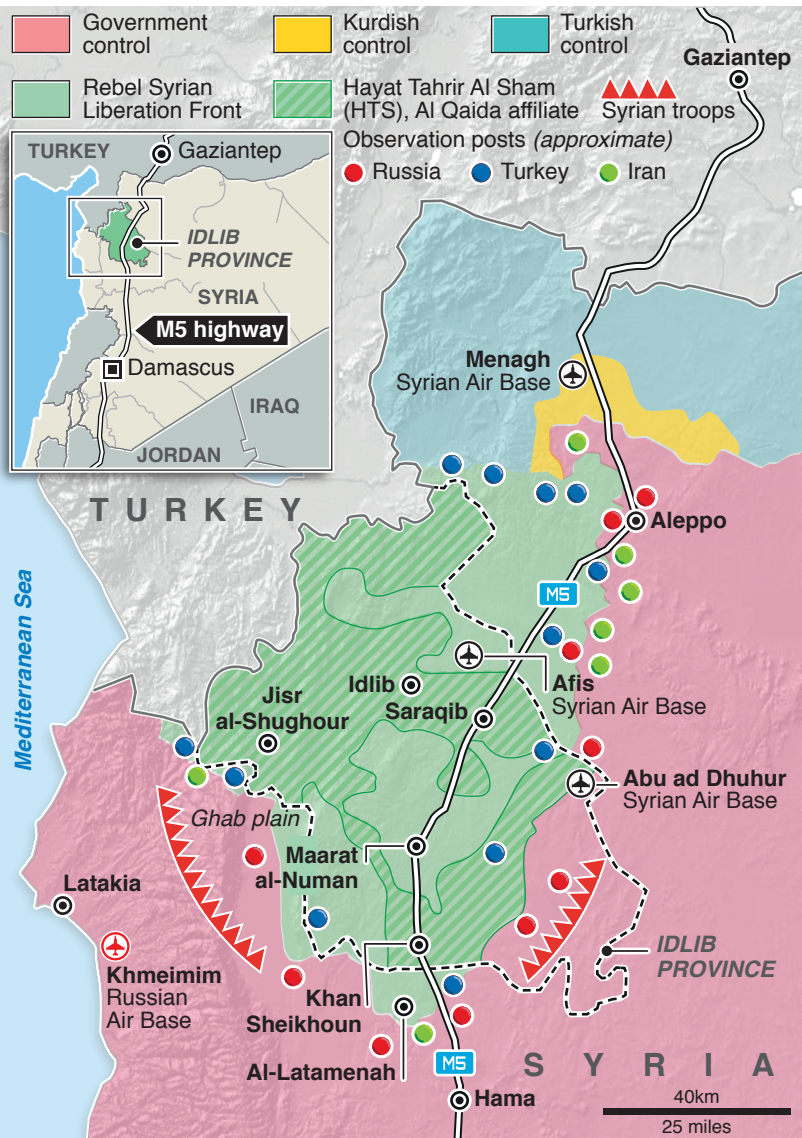 Government
control
Kurdish
control
Turkish
control
Rebel Syrian
Liberation Front
Hayat Tahrir Al Sham
(HTS), Al Qaida affiliate
Syrian troops
Observation posts (approximate)
Russia
Turkey
Iran
Gaziantep
TURKEY
Gaziantep
IDLIB
PROVINCE
SYRIA
M5 highway
Damascus
IRAQ
JORDAN
Menagh
Syrian Air Base
TURKEY
Aleppo
M5
Mediterranean Sea
Idlib
Jisr
al-Shughour
Saraqib
Afis
Syrian Air Base
Abu ad Dhuhur
Syrian Air Base
Ghab plain
Maarat
al-Numan
Latakia
Khmeimim
Russian
Air Base
IDLIB
PROVINCE
Khan
Sheikhoun
Al-Latamenah
M5
SYRIA
Hama
40km
25 miles